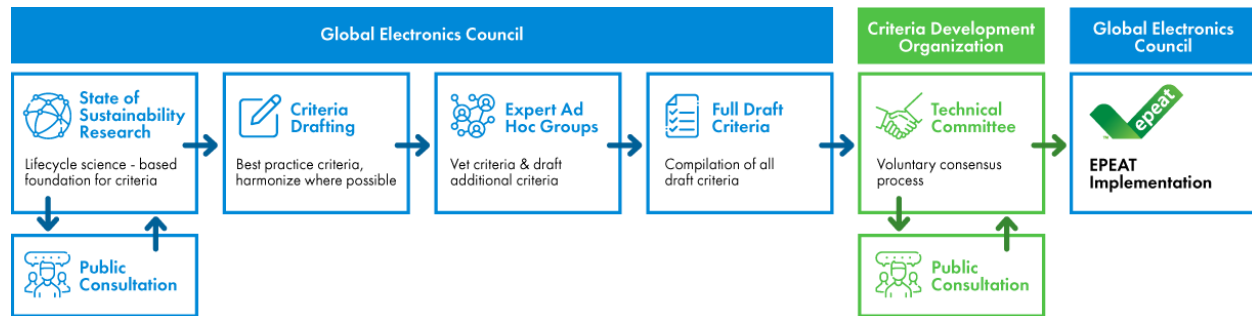 Global Electronics Council
Criteria Development
Organization
Global Electronics
Council
State of
Sustainability
Research
Lifecycle science - based
foundation for criteria
Criteria
Drafting
Best practice criteria,
harmonize where possible
Expert Ad
Hoc Groups
Vet criteria & draft
additional criteria
Full Draft
Criteria
Compilation of all
draft criteria
Technical
Committee
Voluntary consensus
process
epeat
EPEAT
Implementation
Public
Consultation
Public
Consultation